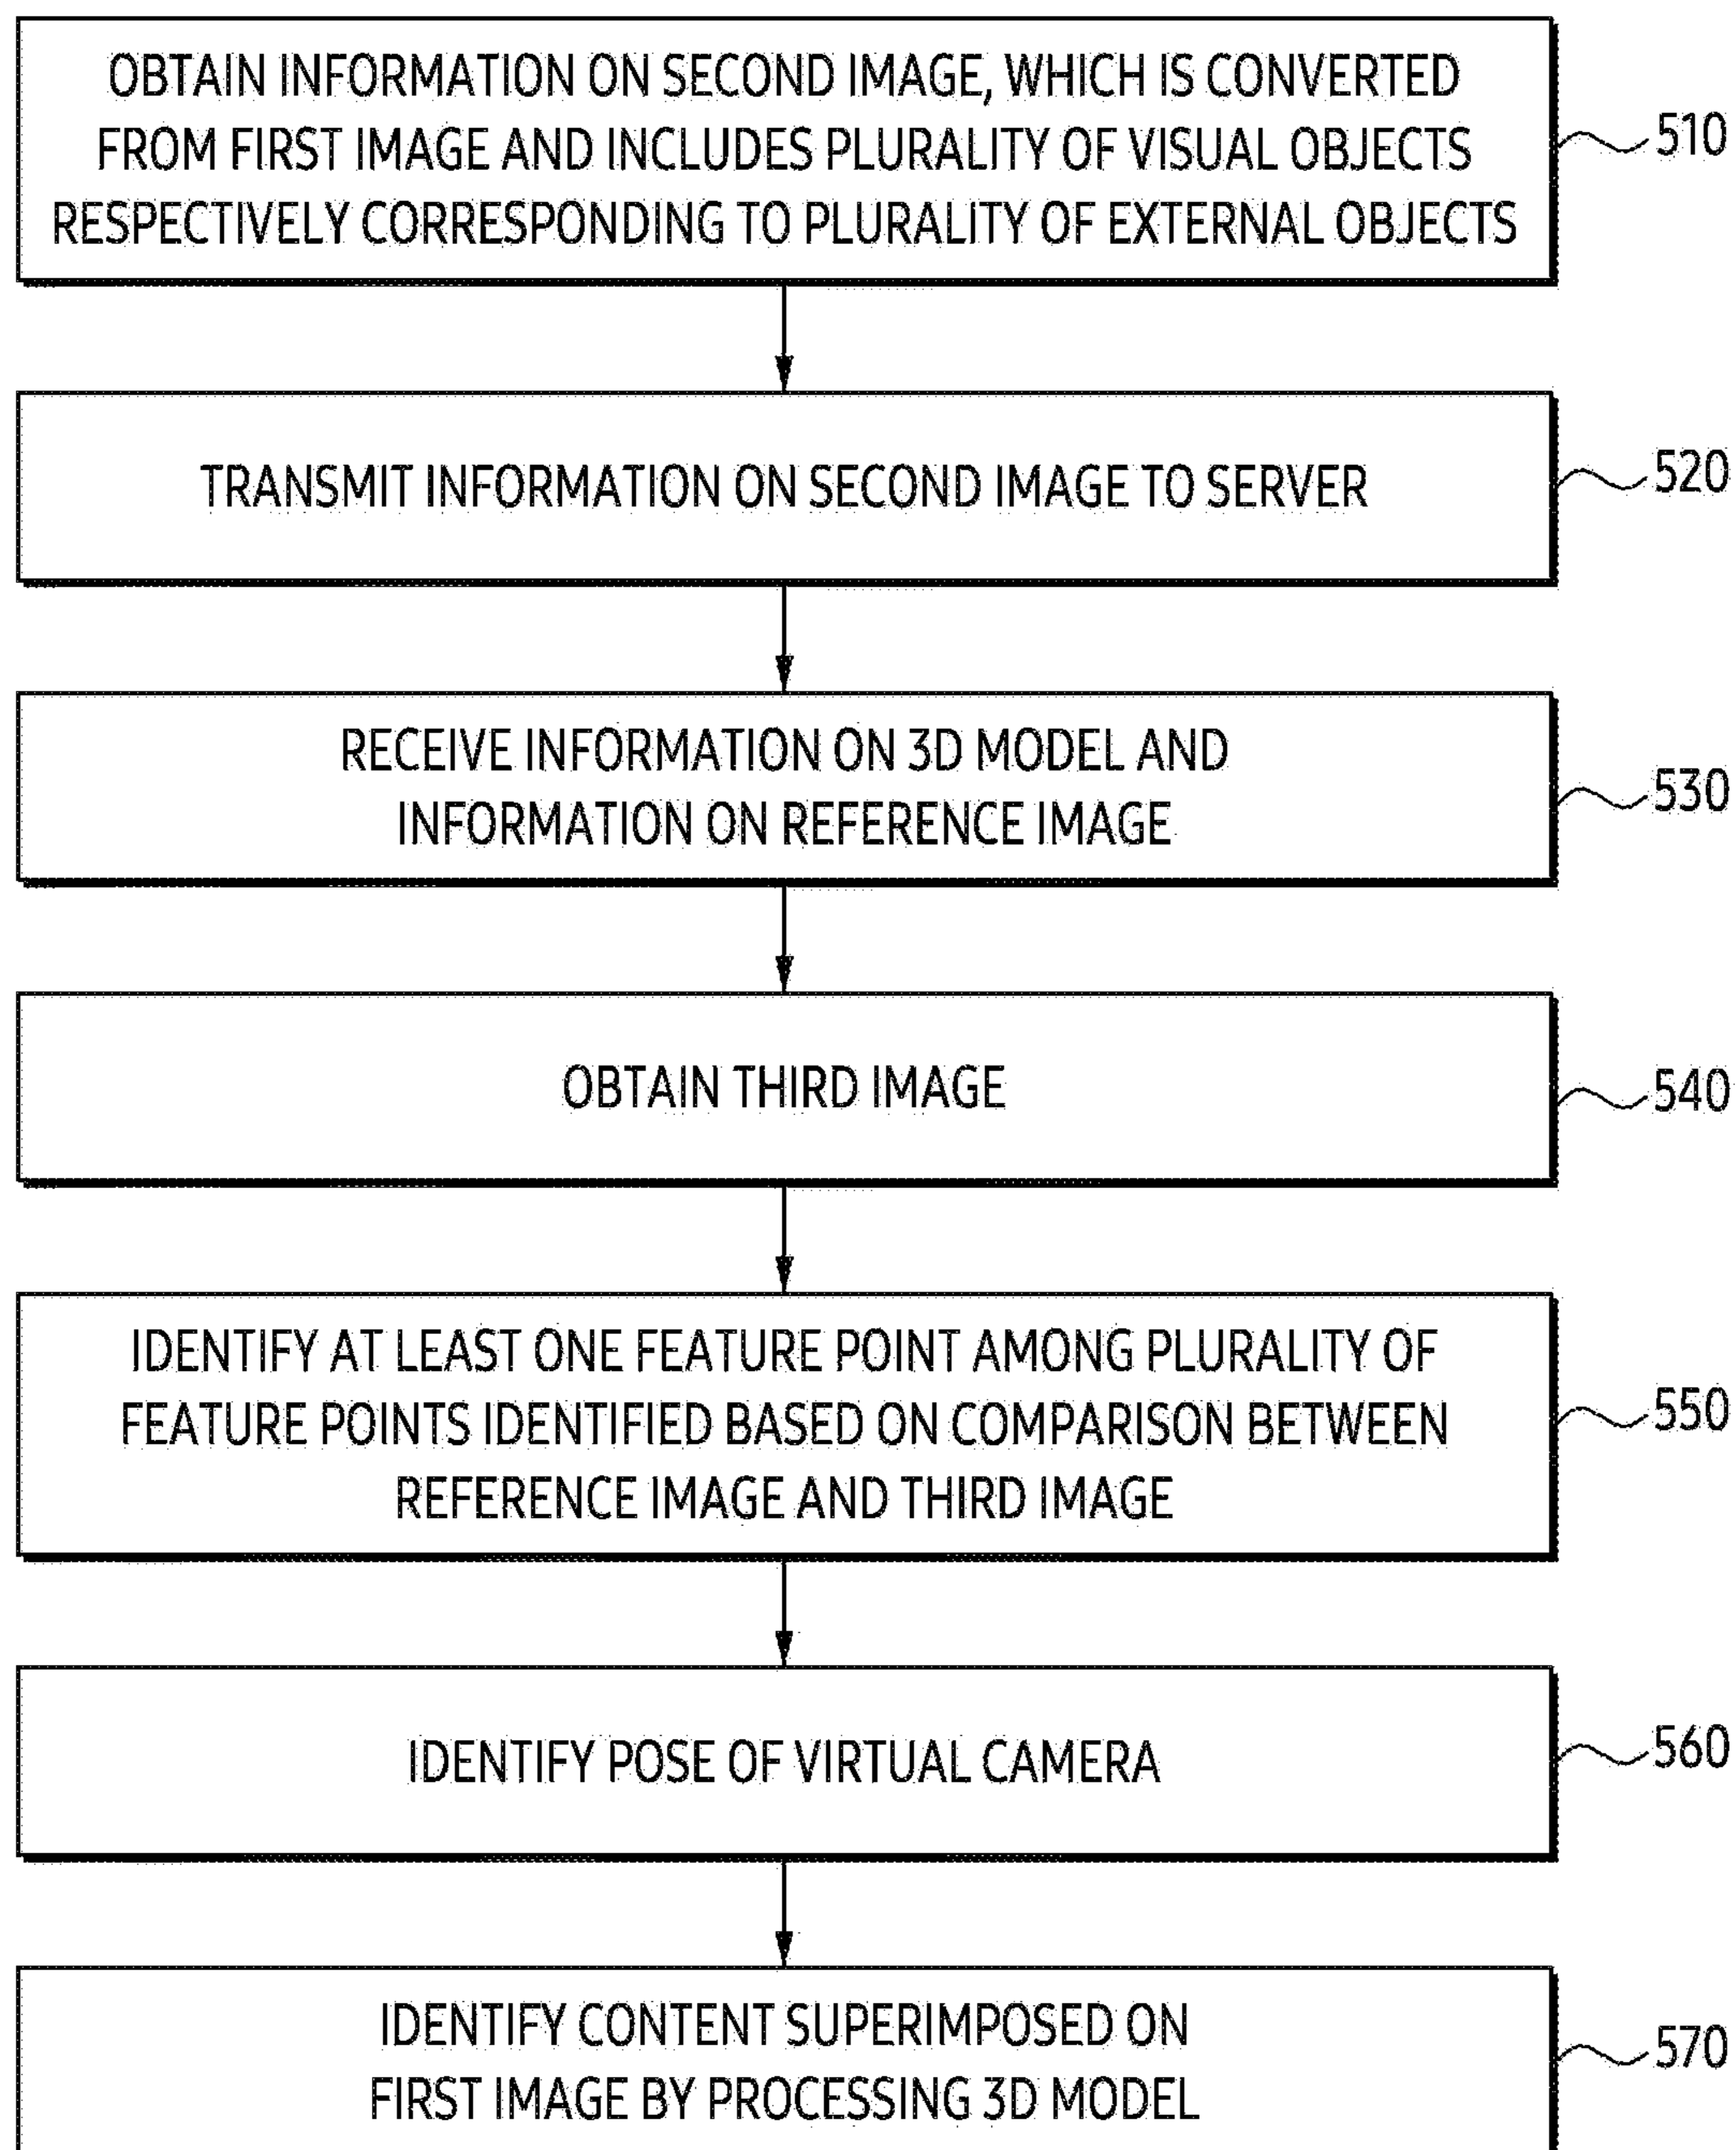 OBTAIN INFORMATION ON SECOND IMAGE, WHICH IS CONVERTED
FROM FIRST IMAGE AND INCLUDES PLURALITY OF VISUAL OBJECTS
RESPECTIVELY CORRESPONDING TO PLURALITY OF EXTERNAL OBJECTS
510
TRANSMIT INFORMATION ON SECOND IMAGE TO SERVER
520
RECEIVE INFORMATION ON 3D MODEL AND
INFORMATION ON REFERENCE IMAGE
530
OBTAIN THIRD IMAGE
540
IDENTIFY AT LEAST ONE FEATURE POINT AMONG PLURALITY OF
FEATURE POINTS IDENTIFIED BASED ON COMPARISON BETWEEN
REFERENCE IMAGE AND THIRD IMAGE
550
IDENTIFY POSE OF VIRTUAL CAMERA
560
IDENTIFY CONTENT SUPERIMPOSED ON
FIRST IMAGE BY PROCESSING 3D MODEL
570